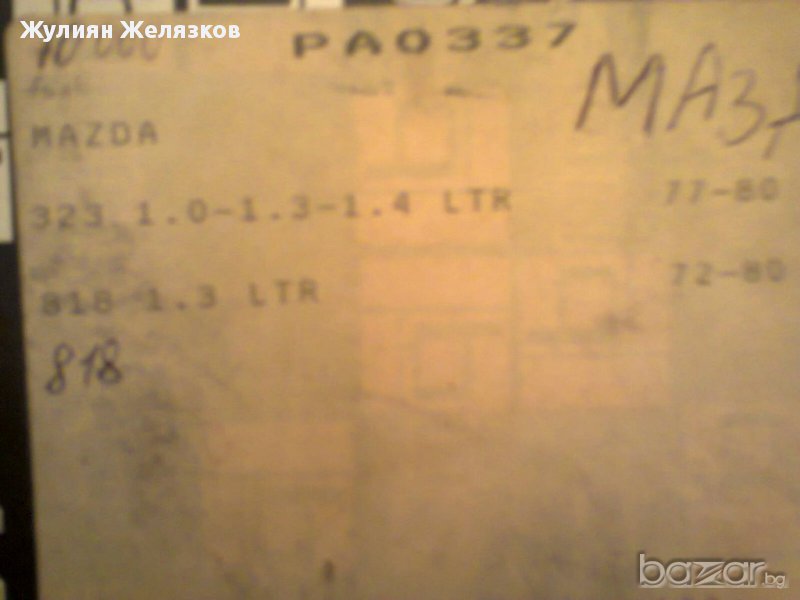 Жулиян Желязков
PA0337
МАЗ
MAZDA
323 1.0-1.3-1.4 LTR 77-80
818 1.3 LTR 72-80
818
bazar.bg